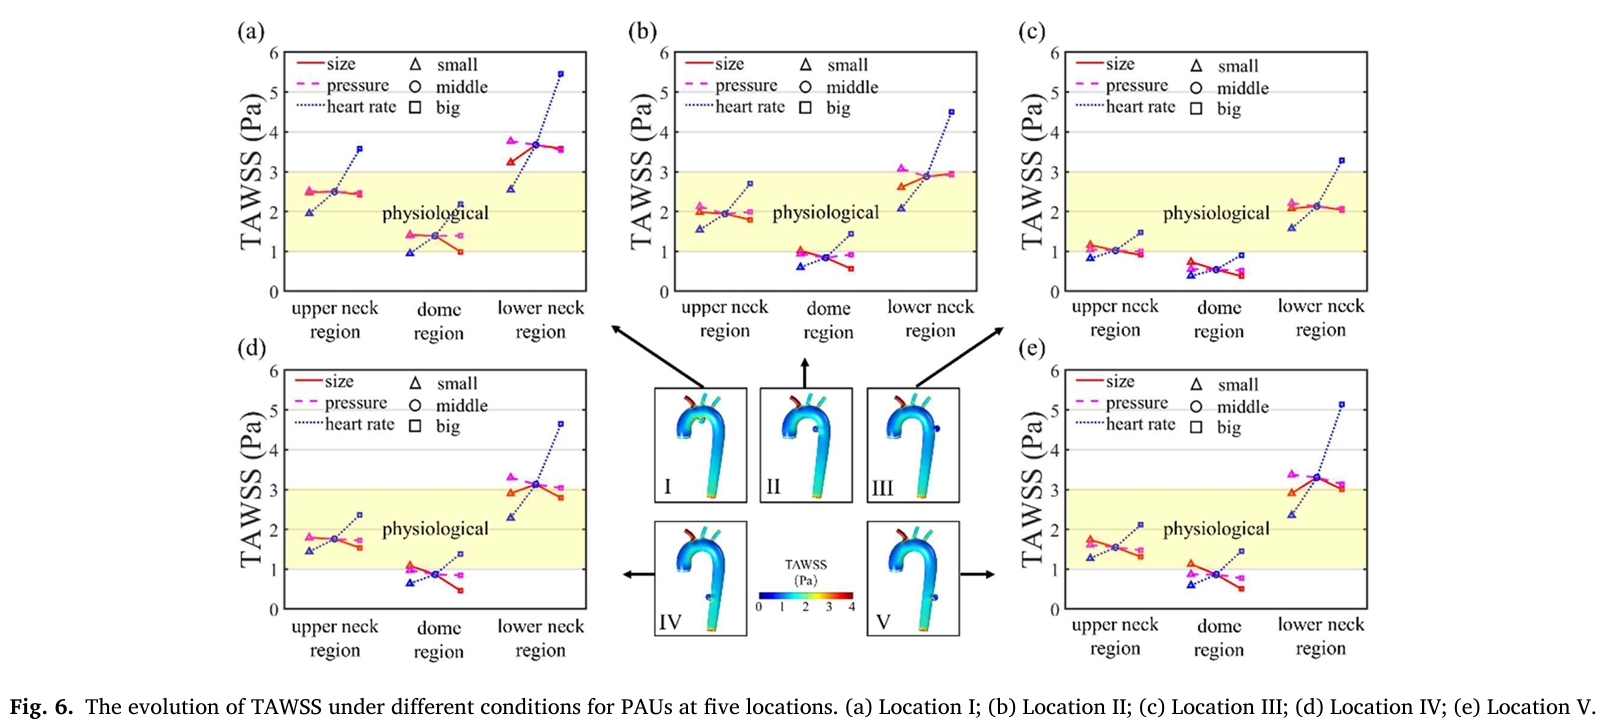 (a)
TAWSS (Pa)
6
5
4
3
2
1
0
size
pressure
heart rate
small
middle
big
physiological
upper neck
region
dome
region
lower neck
region
(b)
TAWSS (Pa)
6
5
4
3
2
1
0
size
pressure
heart rate
small
middle
big
physiological
upper neck
region
dome
region
lower neck
region
(c)
TAWSS (Pa)
6
5
4
3
2
1
0
size
pressure
heart rate
small
middle
big
physiological
upper neck
region
dome
region
lower neck
region
(d)
TAWSS (Pa)
6
5
4
3
2
1
0
size
pressure
heart rate
small
middle
big
physiological
upper neck
region
dome
region
lower neck
region
I
II
III
IV
TAWSS
(Pa)
0 1 2 3 4
V
(e)
TAWSS (Pa)
6
5
4
3
2
1
0
size
pressure
heart rate
small
middle
big
physiological
upper neck
region
dome
region
lower neck
region
Fig. 6. The evolution of TAWSS under different conditions for PAUs at five locations. (a) Location I; (b) Location II; (c) Location III; (d) Location IV; (e) Location V.